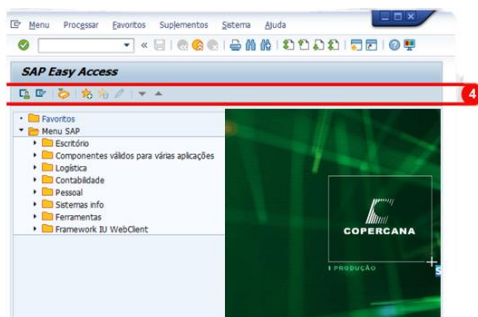 Menu Processar Favoritos Suplementos Sistema Ajuda
SAP Easy Access
4
Favoritos
Menu SAP
Escritório
Componentes válidos para várias aplicações
Logística
Contabilidade
Pessoal
Sistemas info
Ferramentas
Framework IU WebClient
COPERCANA
PRODUÇÃO
S